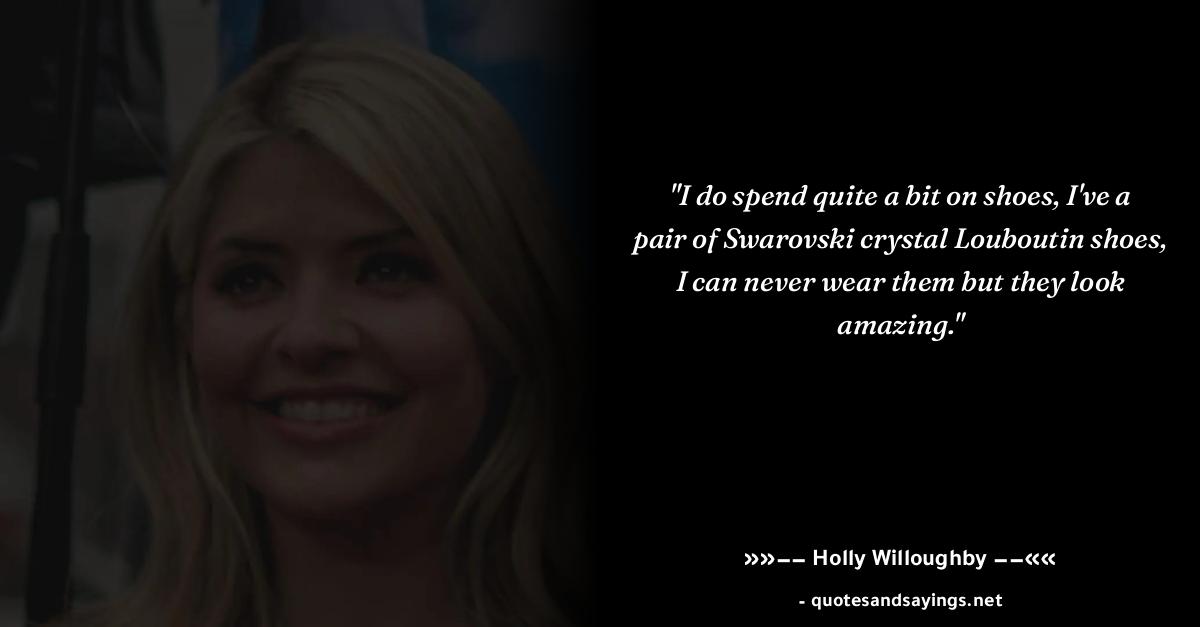 "I do spend quite a bit on shoes, I've a
pair of Swarovski crystal Louboutin shoes,
I can never wear them but they look
amazing."
»»–– Holly Willoughby ––««
- quotesandsayings.net